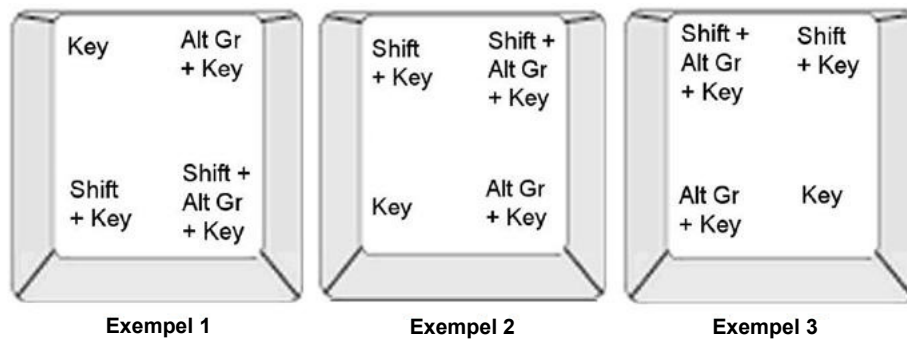 Key
Alt Gr
+ Key
Shift
+ Key
Shift +
Alt Gr
+ Key
Exempel 1
Shift
+ Key
Shift +
Alt Gr
+ Key
Key
Alt Gr
+ Key
Exempel 2
Shift +
Alt Gr
+ Key
Shift
+ Key
Alt Gr
+ Key
Key
Exempel 3